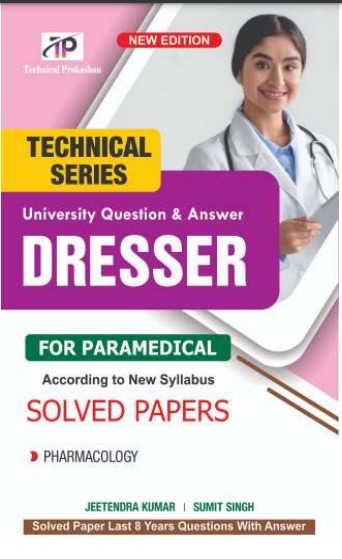 TP
Technical Prakashan
NEW EDITION
TECHNICAL
SERIES
University Question & Answer
DRESSER
FOR PARAMEDICAL
According to New Syllabus
SOLVED PAPERS
PHARMACOLOGY
JEETENDRA KUMAR | SUMIT SINGH
Solved Paper Last 8 Years Questions With Answer